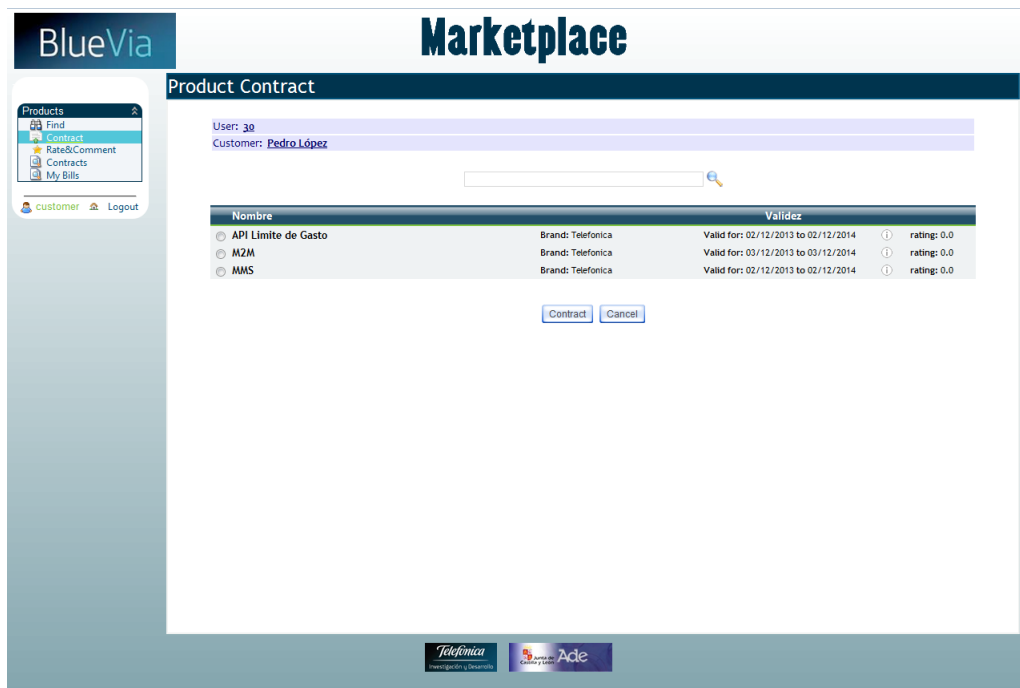 BlueVia
Marketplace
Product Contract
Products
Find
Contract
Rate&Comment
Contracts
My Bills
customer Logout
User: 30
Customer: Pedro López
Nombre Validez
API Limite de Gasto Brand: Telefonica Valid for: 02/12/2013 to 02/12/2014 rating: 0.0
M2M Brand: Telefonica Valid for: 03/12/2013 to 03/12/2014 rating: 0.0
MMS Brand: Telefonica Valid for: 02/12/2013 to 02/12/2014 rating: 0.0
Contract Cancel
Telefónica
Investigación y Desarrollo
Junta de
Castilla y León
Ade